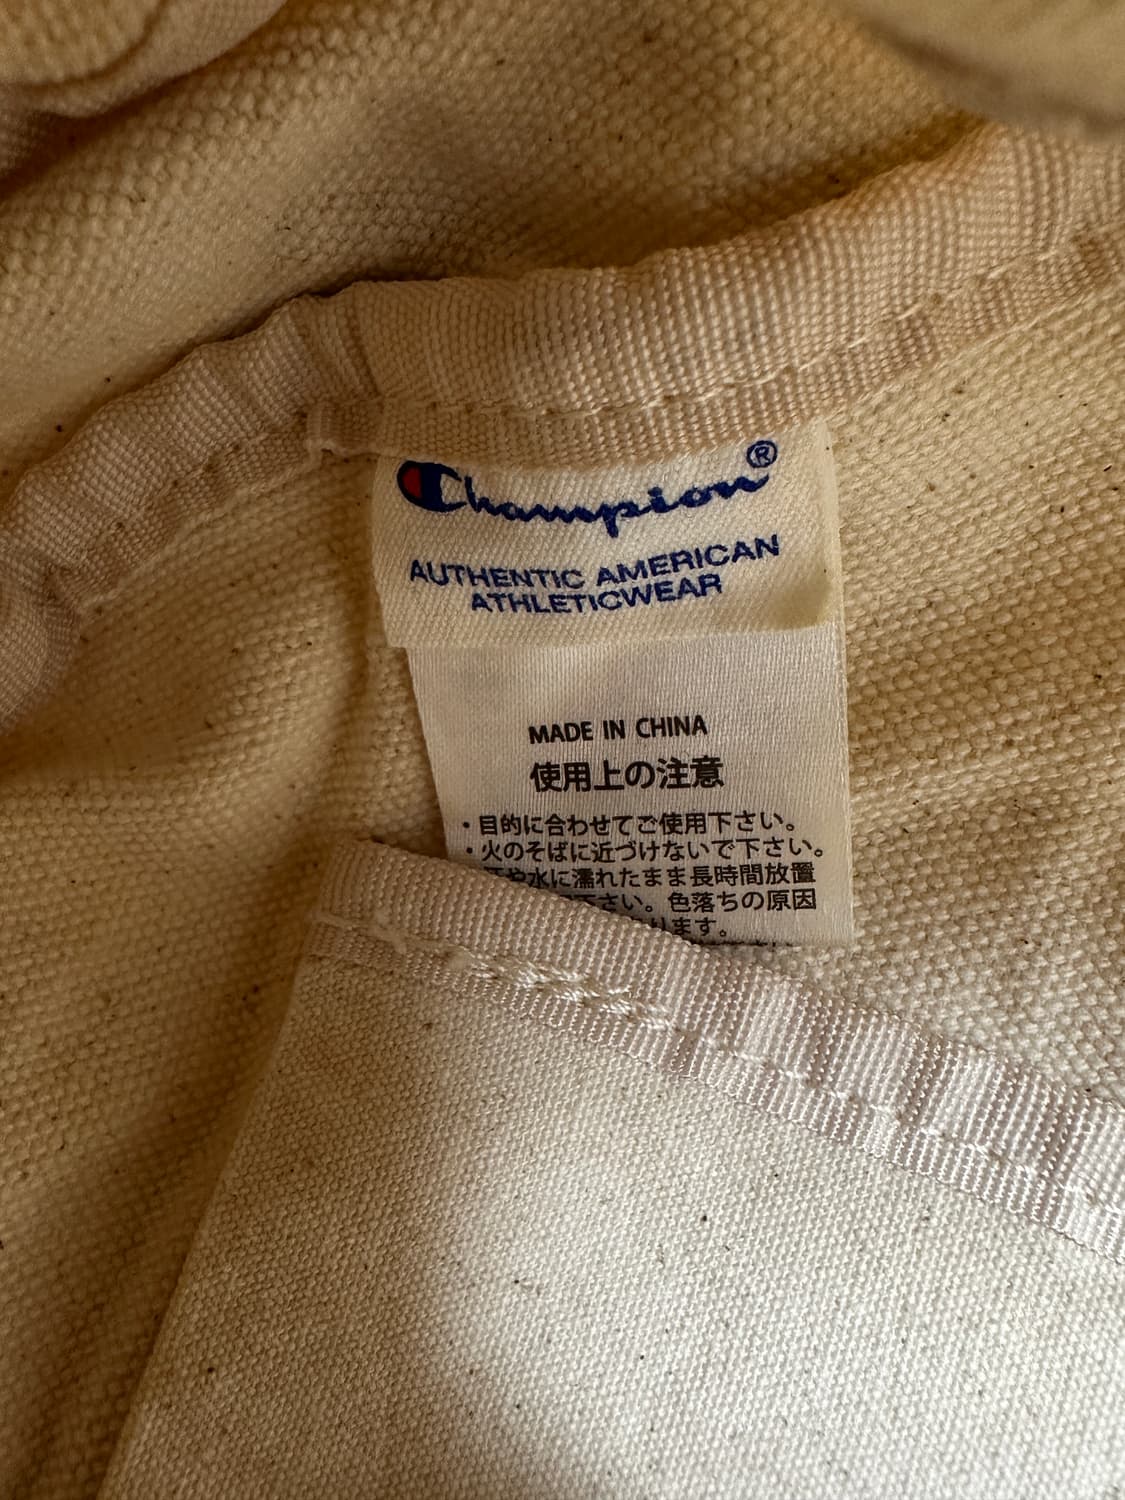 Champion®
AUTHENTIC AMERICAN
ATHLETICWEAR
MADE IN CHINA
使用上の注意
・目的に合わせてご使用下さい。
・火のそばに近づけないで下さい。
や水に濡れたまま長時間放置
下さい。色落ちの原因
ります。